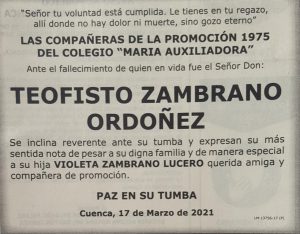 “Señor tu voluntad está cumplida. Le tienes en tu regazo,
allí donde no hay dolor ni muerte, sino gozo eterno”
LAS COMPAÑERAS DE LA PROMOCIÓN 1975
DEL COLEGIO “MARIA AUXILIADORA”
Ante el fallecimiento de quien en vida fue el Señor Don:
TEOFISTO ZAMBRANO
ORDOÑEZ
Se inclina reverente ante su tumba y expresan su más
sentida nota de pesar a su digna familia y de manera especial
a su hija VIOLETA ZAMBRANO LUCERO querida amiga y
compañera de promoción.
PAZ EN SU TUMBA
Cuenca, 17 de Marzo de 2021